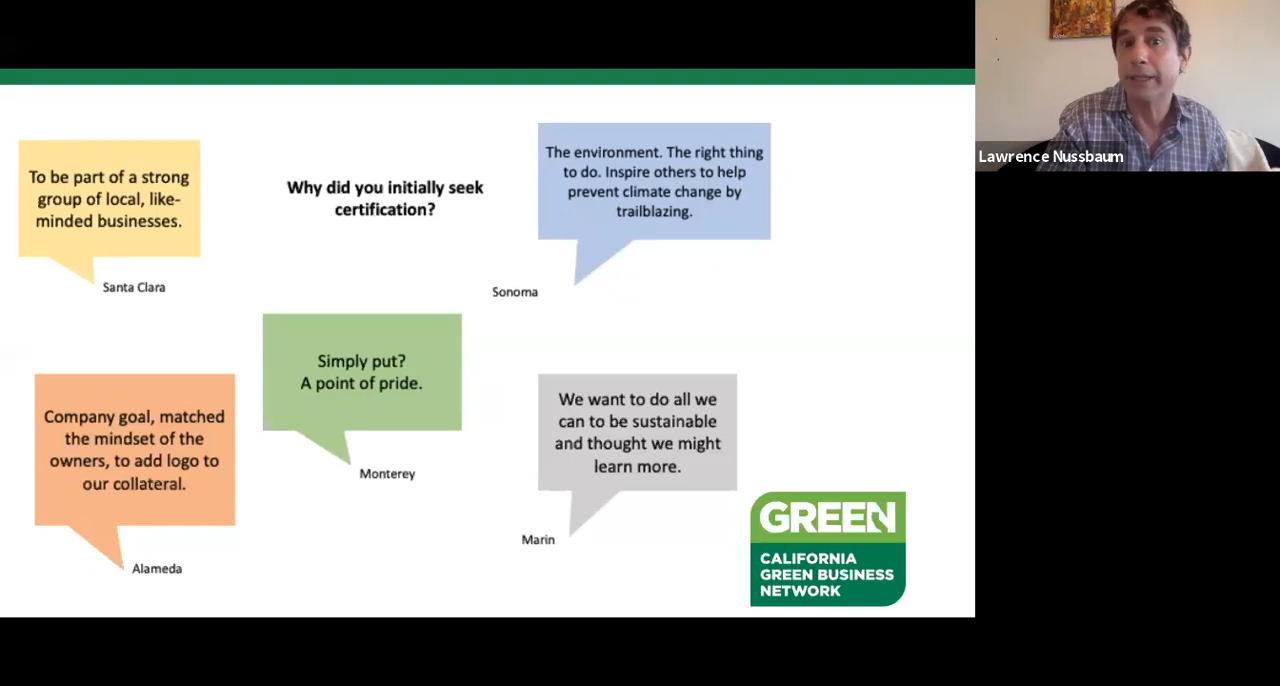 To be part of a strong
group of local, like-
minded businesses.
Santa Clara
Why did you initially seek
certification?
The environment. The right thing
to do. Inspire others to help
prevent climate change by
trailblazing.
Sonoma
Company goal, matched
the mindset of the
owners, to add logo to
our collateral.
Alameda
Simply put?
A point of pride.
Monterey
We want to do all we
can to be sustainable
and thought we might
learn more.
Marin
GREEN
CALIFORNIA
GREEN BUSINESS
NETWORK
Lawrence Nussbaum